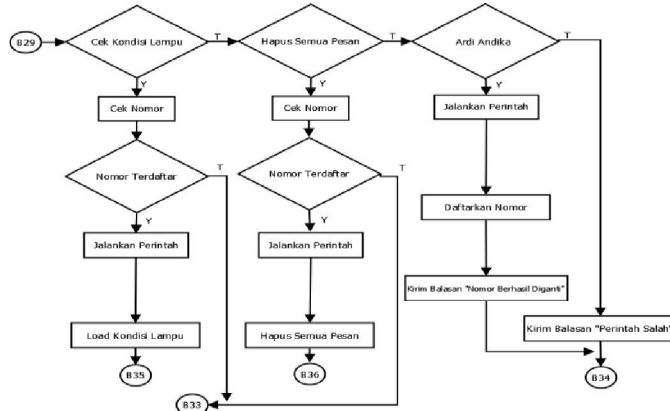 B29
Cek Kondisi Lampu
T
Hapus Semua Pesan
T
Ardi Andika
T
Y
Y
Y
Cek Nomor
Cek Nomor
Jalankan Perintah
Nomor Terdaftar
T
Nomor Terdaftar
T
Y
Y
Daftarkan Nomor
Jalankan Perintah
Jalankan Perintah
Kirim Balasan "Nomor Berhasil Diganti"
Load Kondisi Lampu
Hapus Semua Pesan
Kirim Balasan "Perintah Salah"
B35
B36
B34
B33